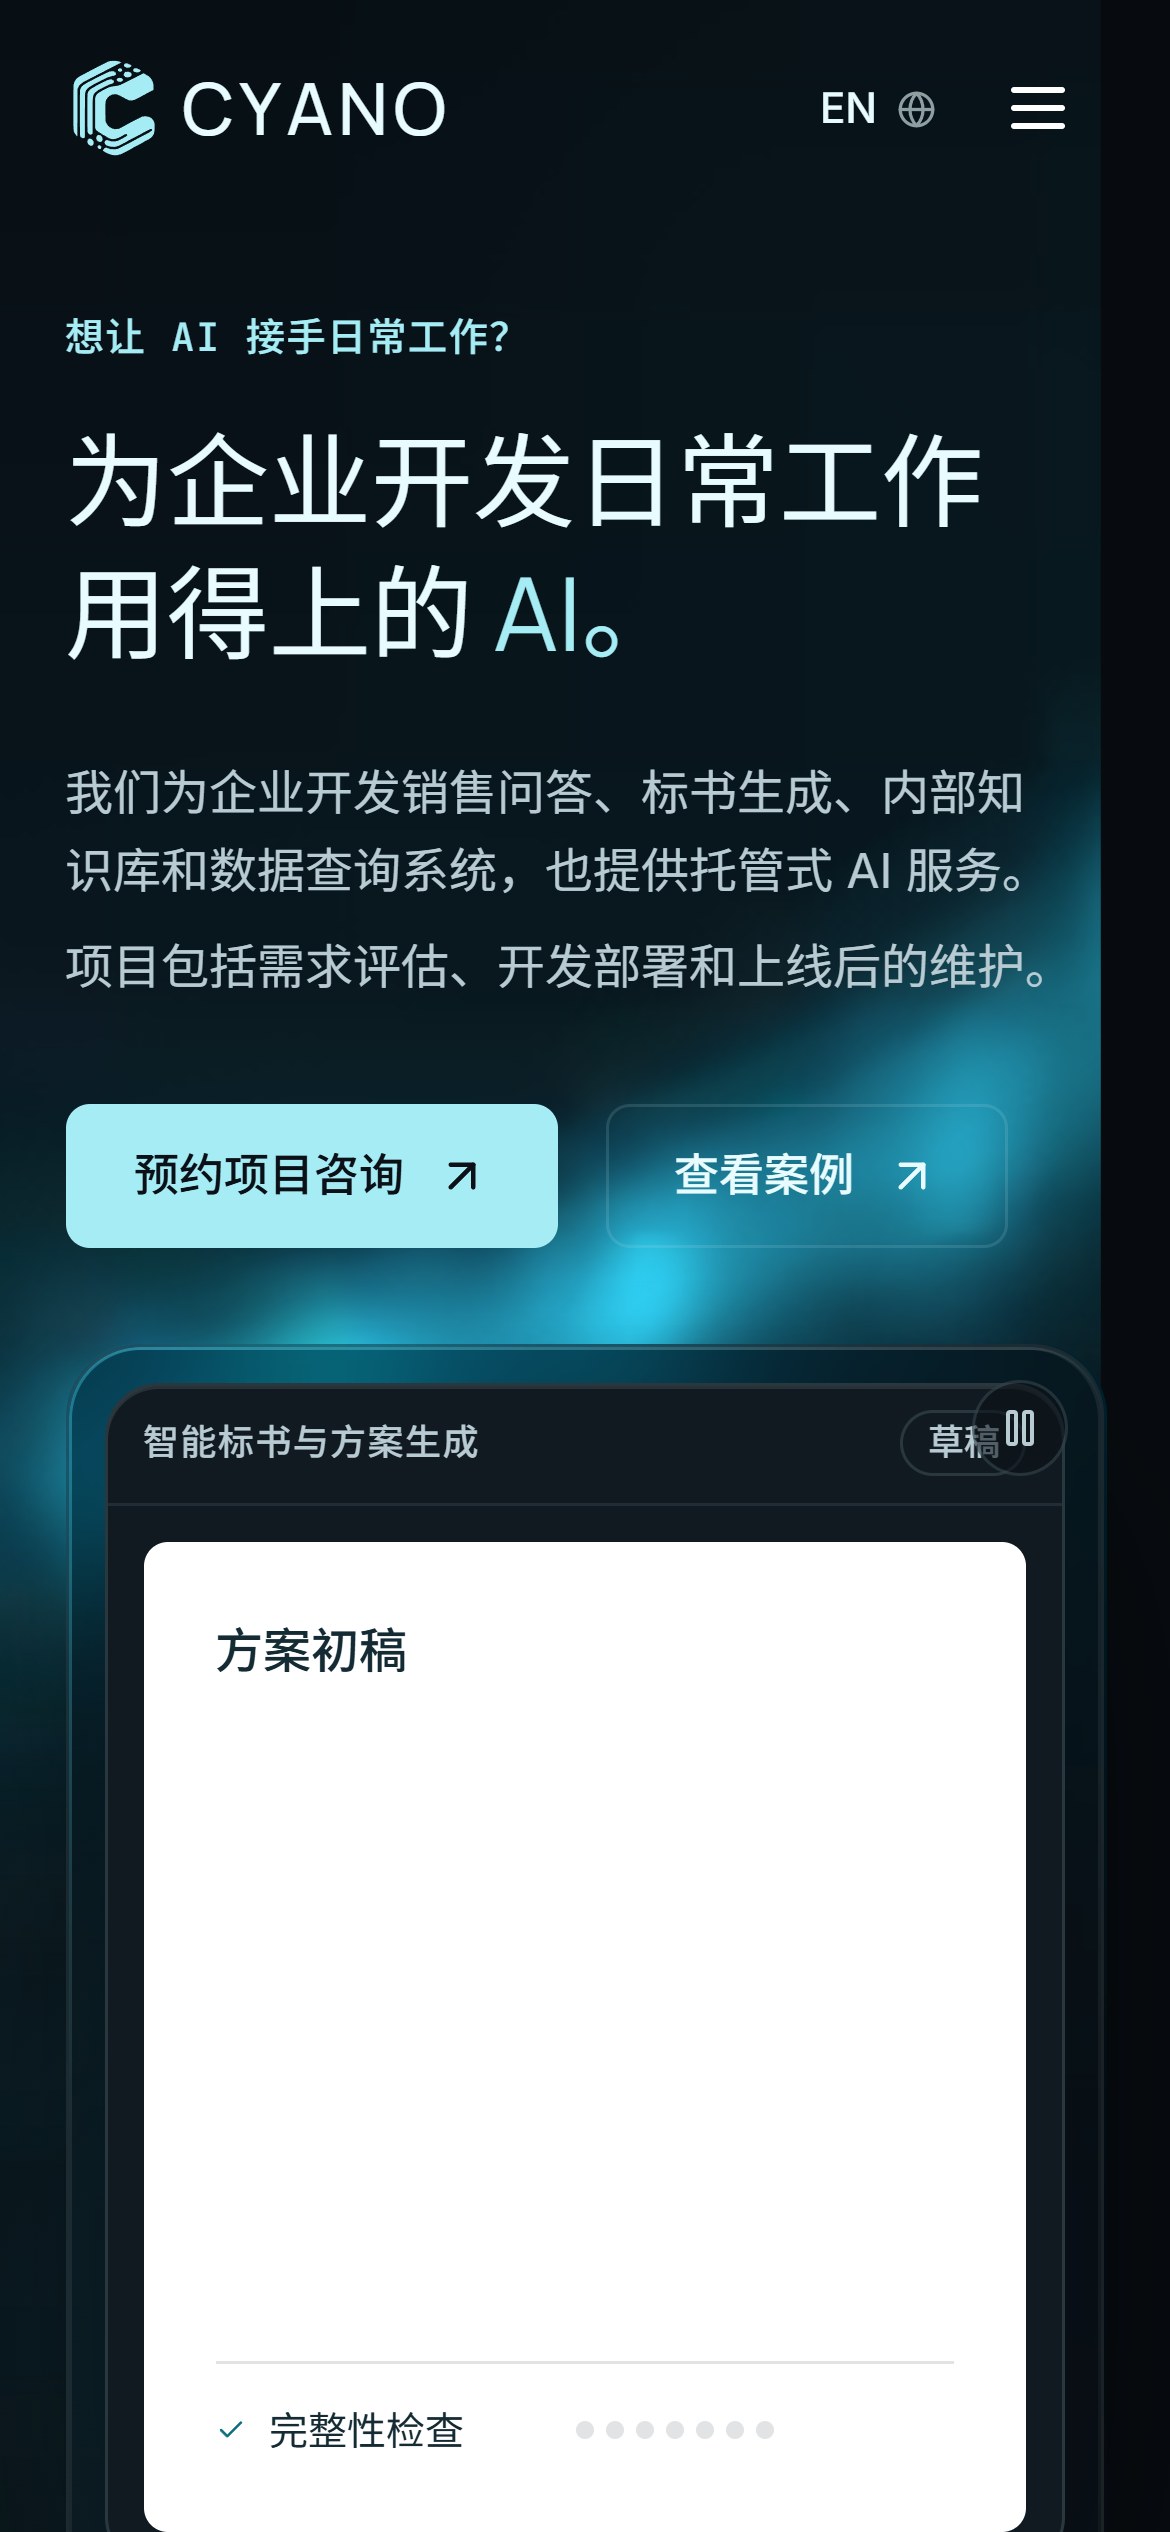 CYANO
EN
想让 AI 接手日常工作?
为企业开发日常工作
用得上的 AI。
我们为企业开发销售问答、标书生成、内部知
识库和数据查询系统，也提供托管式 AI 服务。
项目包括需求评估、开发部署和上线后的维护。
预约项目咨询
查看案例
智能标书与方案生成
草稿
方案初稿
完整性检查